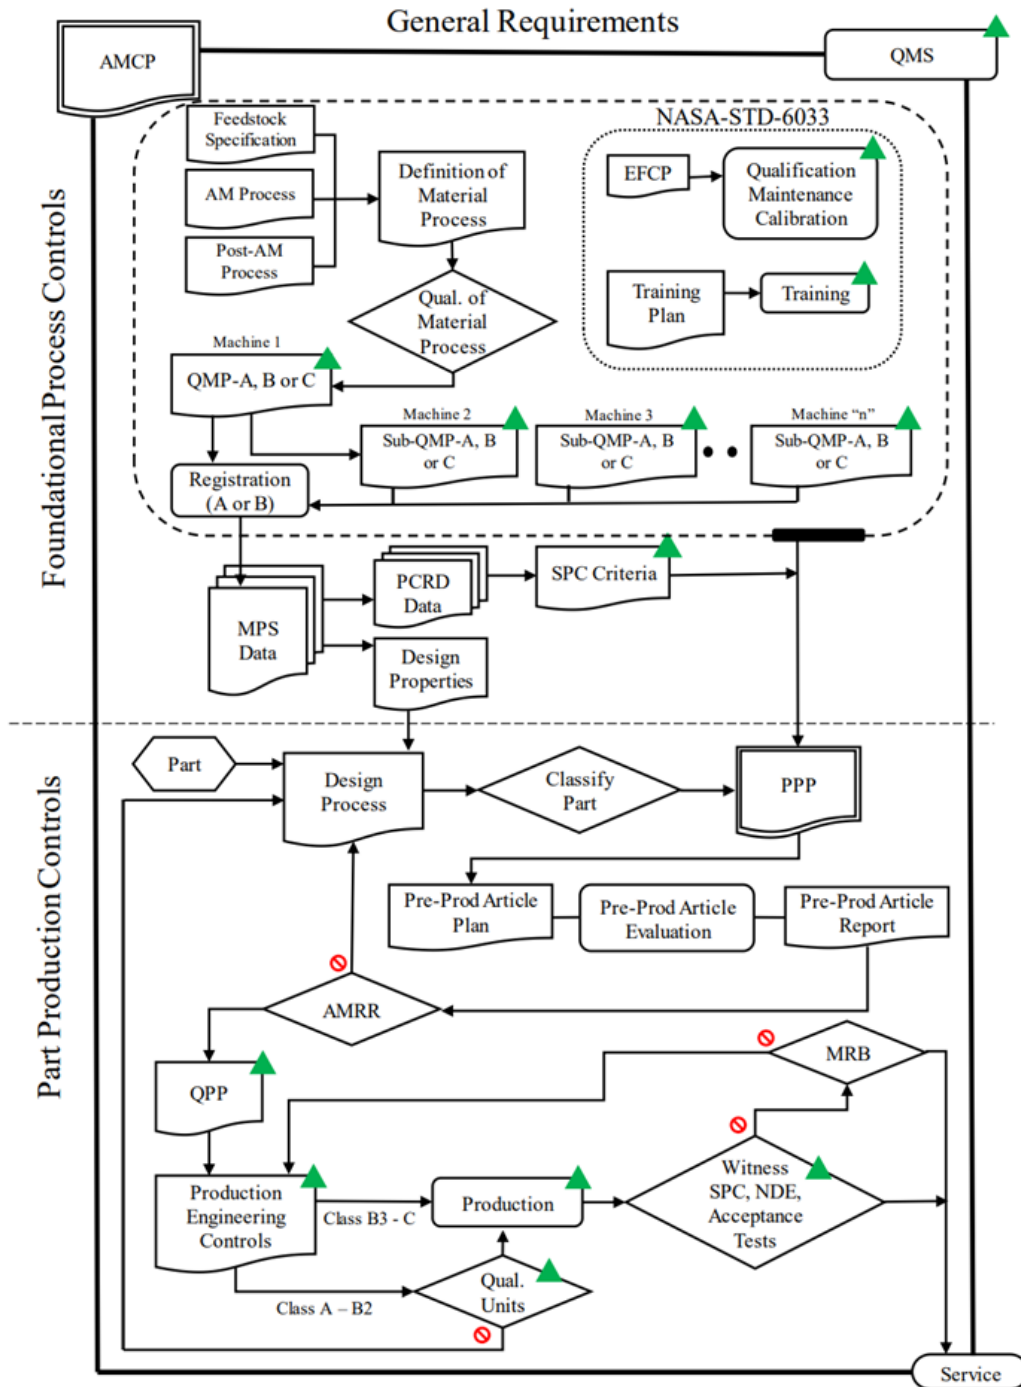 General Requirements
AMCP
QMS
Foundational Process Controls
NASA-STD-6033
Feedstock
Specification
AM Process
Post-AM
Process
Definition of
Material
Process
EFCP
Qualification
Maintenance
Calibration
Training
Plan
Training
Qual. of
Material
Process
Machine 1
QMP-A, B or C
Machine 2
Sub-QMP-A, B
or C
Machine 3
Sub-QMP-A, B
or C
Machine “n”
Sub-QMP-A, B
or C
Registration
(A or B)
MPS
Data
PCRD
Data
SPC Criteria
Design
Properties
Part Production Controls
Part
Design
Process
Classify
Part
PPP
Pre-Prod Article
Plan
Pre-Prod Article
Evaluation
Pre-Prod Article
Report
AMRR
MRB
QPP
Production
Engineering
Controls
Class B3 - C
Production
Witness
SPC, NDE,
Acceptance
Tests
Class A – B2
Qual.
Units
Service